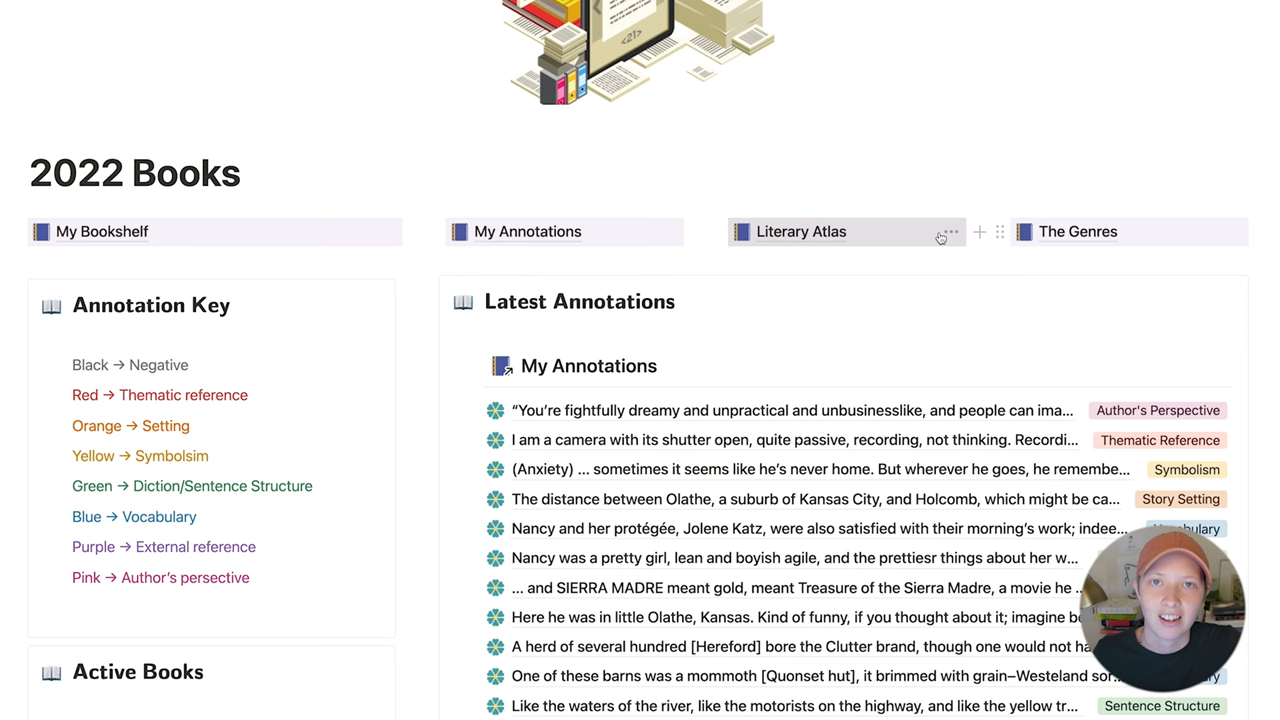 <21>
2022 Books
My Bookshelf
My Annotations
Literary Atlas
The Genres
Annotation Key
Black → Negative
Red → Thematic reference
Orange → Setting
Yellow → Symbolsim
Green → Diction/Sentence Structure
Blue → Vocabulary
Purple → External reference
Pink → Author’s persective
Active Books
Latest Annotations
My Annotations
“You’re fightfully dreamy and unpractical and unbusinesslike, and people can ima... Author's Perspective
I am a camera with its shutter open, quite passive, recording, not thinking. Recordi... Thematic Reference
(Anxiety) ... sometimes it seems like he’s never home. But wherever he goes, he remembe... Symbolism
The distance between Olathe, a suburb of Kansas City, and Holcomb, which might be ca... Story Setting
Nancy and her protégée, Jolene Katz, were also satisfied with their morning’s work; indee... Vocabulary
Nancy was a pretty girl, lean and boyish agile, and the prettiest things about her w...
... and SIERRA MADRE meant gold, meant Treasure of the Sierra Madre, a movie he
Here he was in little Olathe, Kansas. Kind of funny, if you thought about it; imagine
A herd of several hundred [Hereford] bore the Clutter brand, though one would not
One of these barns was a mommoth [Quonset hut], it brimmed with grain–Westeland
Like the waters of the river, like the motorists on the highway, and like the yellow tr... Sentence Structure